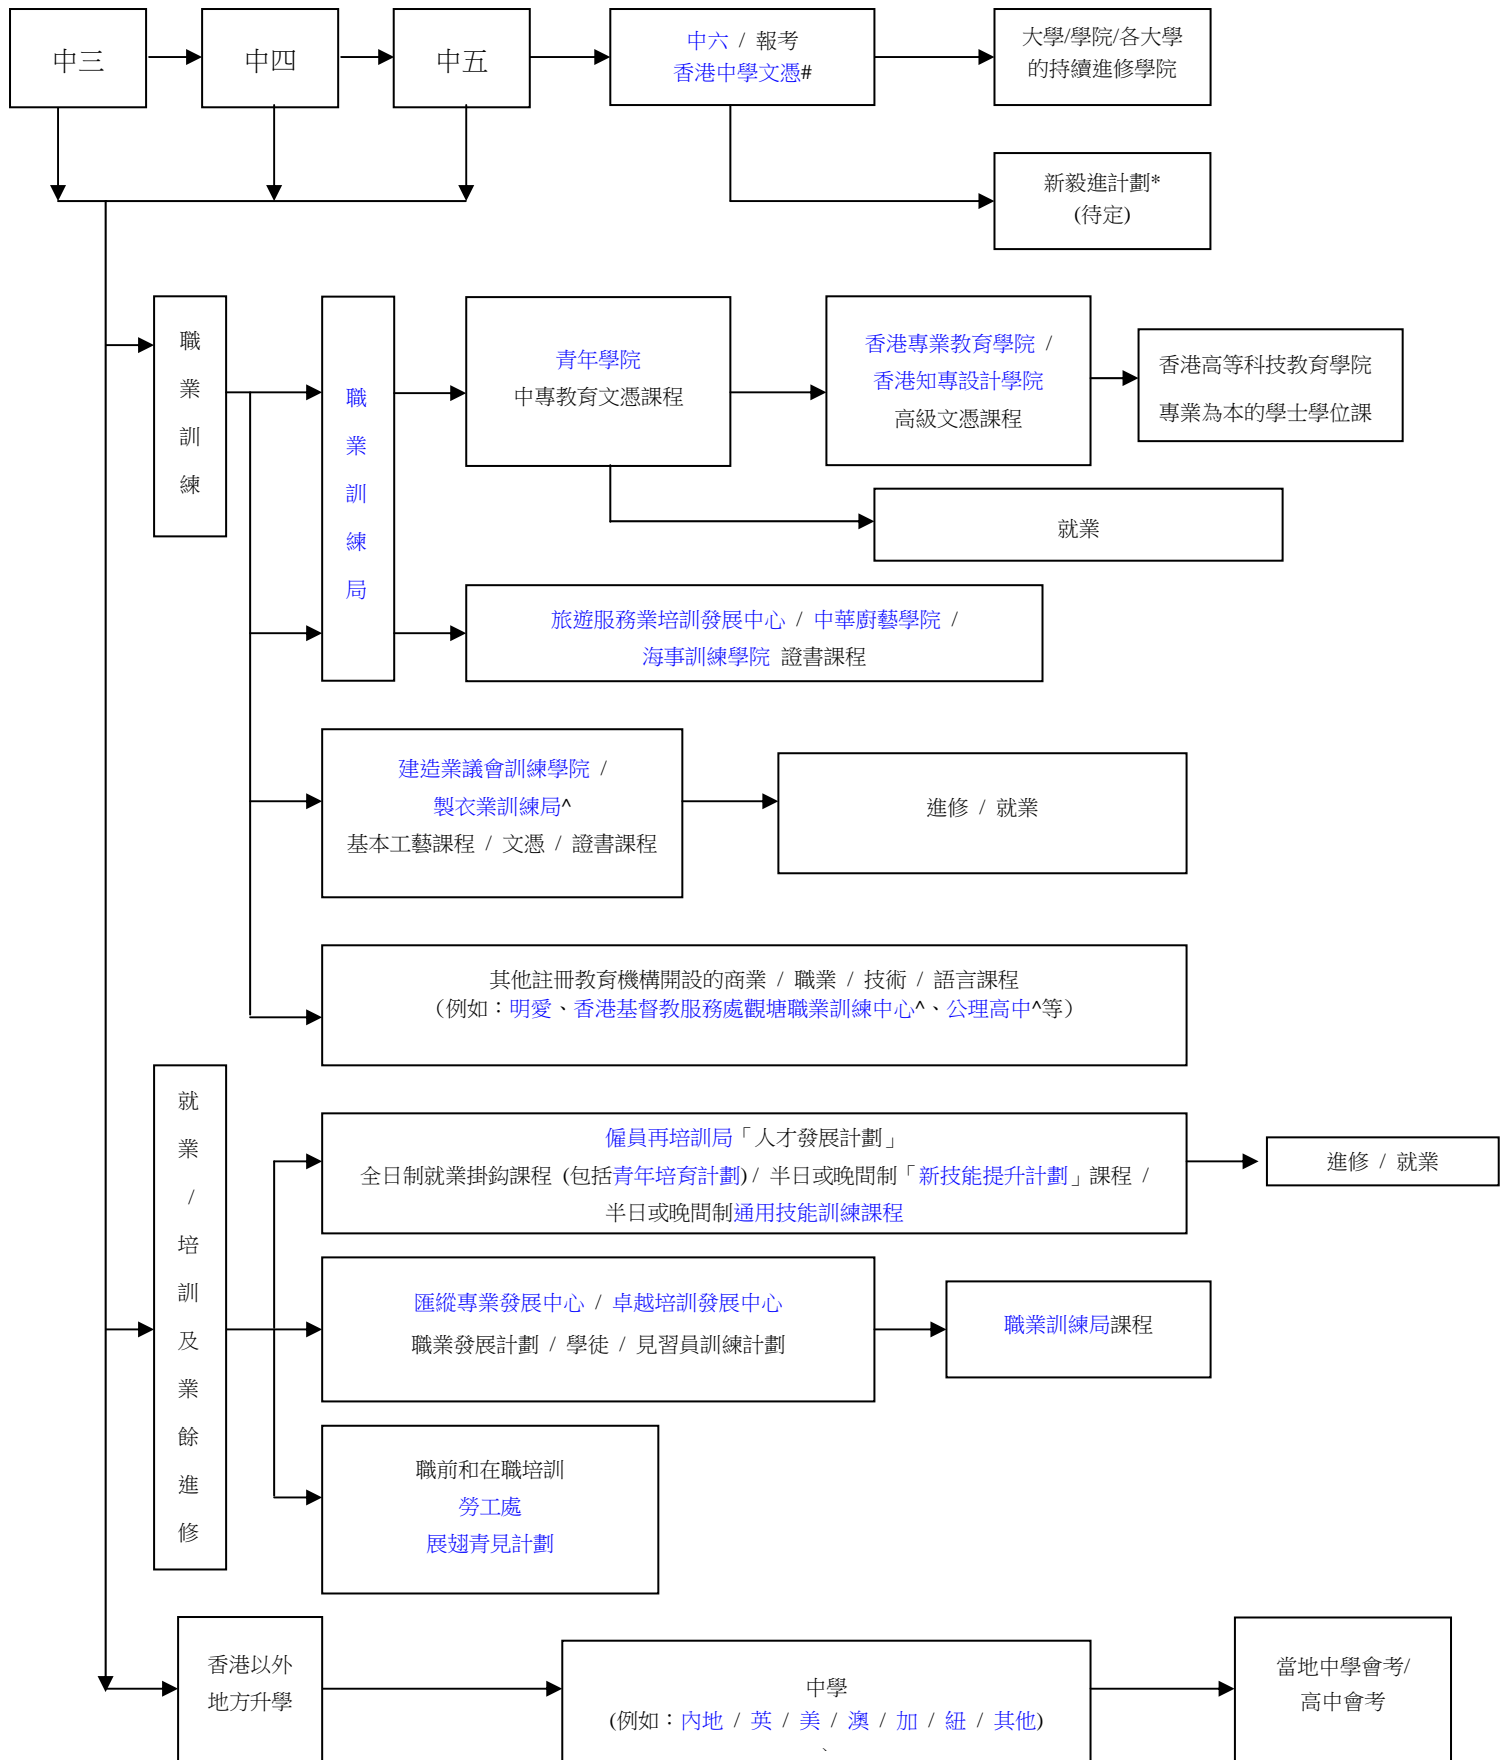 中三
中四
中五
中六 / 報考
香港中學文憑#
大學/學院/各大學
的持續進修學院
新毅進計劃*
(待定)
職業訓練
職業訓練局
青年學院
中專教育文憑課程
香港專業教育學院 /
香港知專設計學院
高級文憑課程
香港高等科技教育學院
專業為本的學士學位課
就業
旅遊服務業培訓發展中心 / 中華廚藝學院 /
海事訓練學院 證書課程
建造業議會訓練學院 /
製衣業訓練局^
基本工藝課程 / 文憑 / 證書課程
進修 / 就業
其他註冊教育機構開設的商業 / 職業 / 技術 / 語言課程
（例如：明愛、香港基督教服務處觀塘職業訓練中心^、公理高中^等）
就業/培訓及業餘進修
僱員再培訓局「人才發展計劃」
全日制就業掛鈎課程 (包括青年培育計劃) / 半日或晚間制「新技能提升計劃」課程 /
半日或晚間制通用技能訓練課程
進修 / 就業
匯縱專業發展中心 / 卓越培訓發展中心
職業發展計劃 / 學徒 / 見習員訓練計劃
職業訓練局課程
職前和在職培訓
勞工處
展翅青見計劃
香港以外
地方升學
中學
(例如：內地 / 英 / 美 / 澳 / 加 / 紐 / 其他)
、
當地中學會考/
高中會考